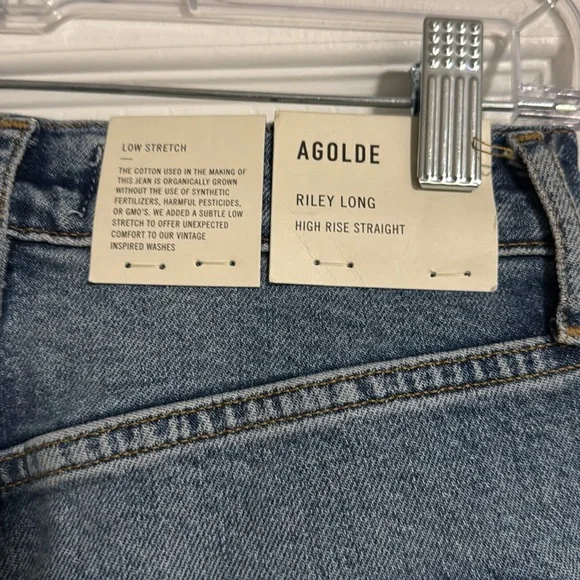 LOW STRETCH
THE COTTON USED IN THE MAKING OF
THIS JEAN IS ORGANICALLY GROWN
WITHOUT THE USE OF SYNTHETIC
FERTILIZERS, HARMFUL PESTICIDES,
OR GMO'S. WE ADDED A SUBTLE LOW
STRETCH TO OFFER UNEXPECTED
COMFORT TO OUR VINTAGE
INSPIRED WASHES
AGOLDE
RILEY LONG
HIGH RISE STRAIGHT